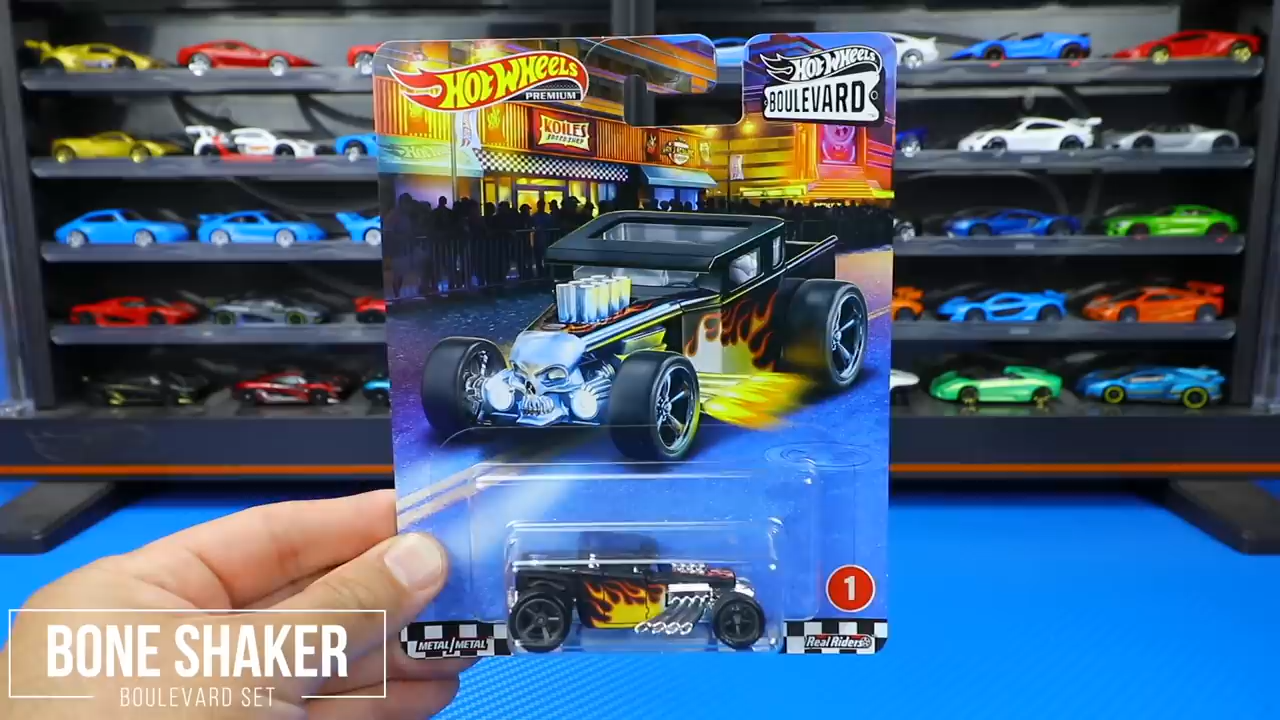 HOT WHEELS
PREMIUM
HOT WHEELS
BOULEVARD
KOILES
1
METAL/METAL
Real Riders
BONE SHAKER
BOULEVARD SET